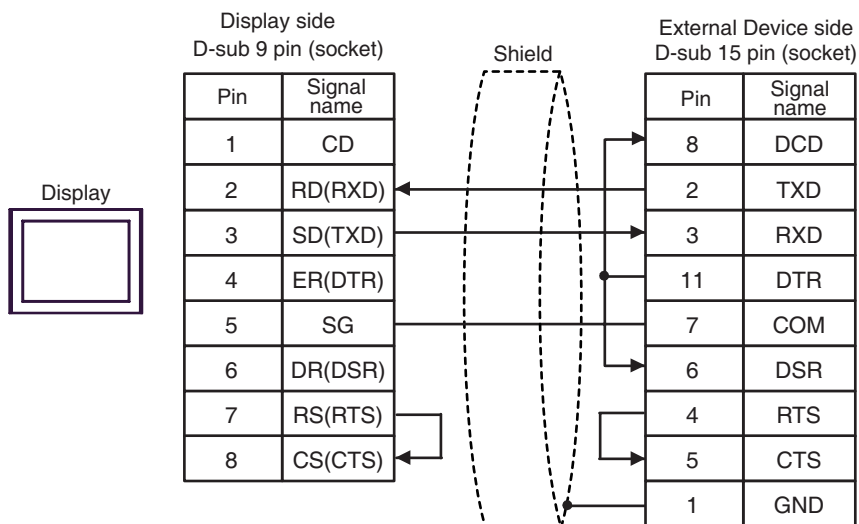 Display side
D-sub 9 pin (socket)
Shield
External Device side
D-sub 15 pin (socket)
Display
Pin Signal name
1 CD
2 RD(RXD)
3 SD(TXD)
4 ER(DTR)
5 SG
6 DR(DSR)
7 RS(RTS)
8 CS(CTS)
Pin Signal name
8 DCD
2 TXD
3 RXD
11 DTR
7 COM
6 DSR
4 RTS
5 CTS
1 GND